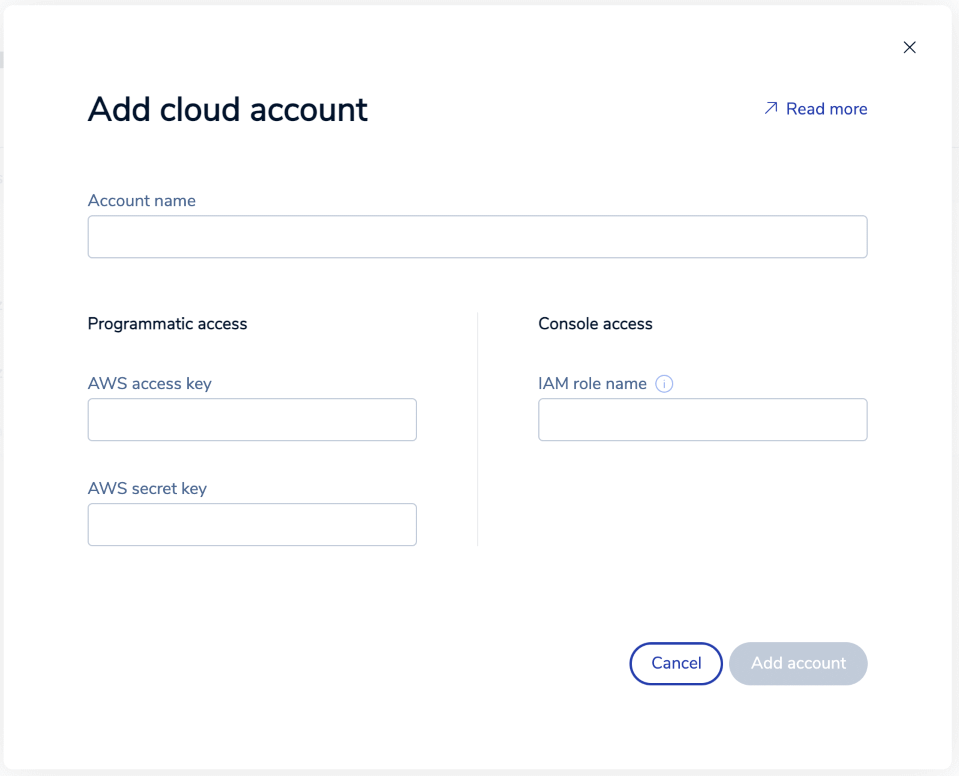 Add cloud account
Read more
Account name
Programmatic access
AWS access key
AWS secret key
Console access
IAM role name
Cancel
Add account